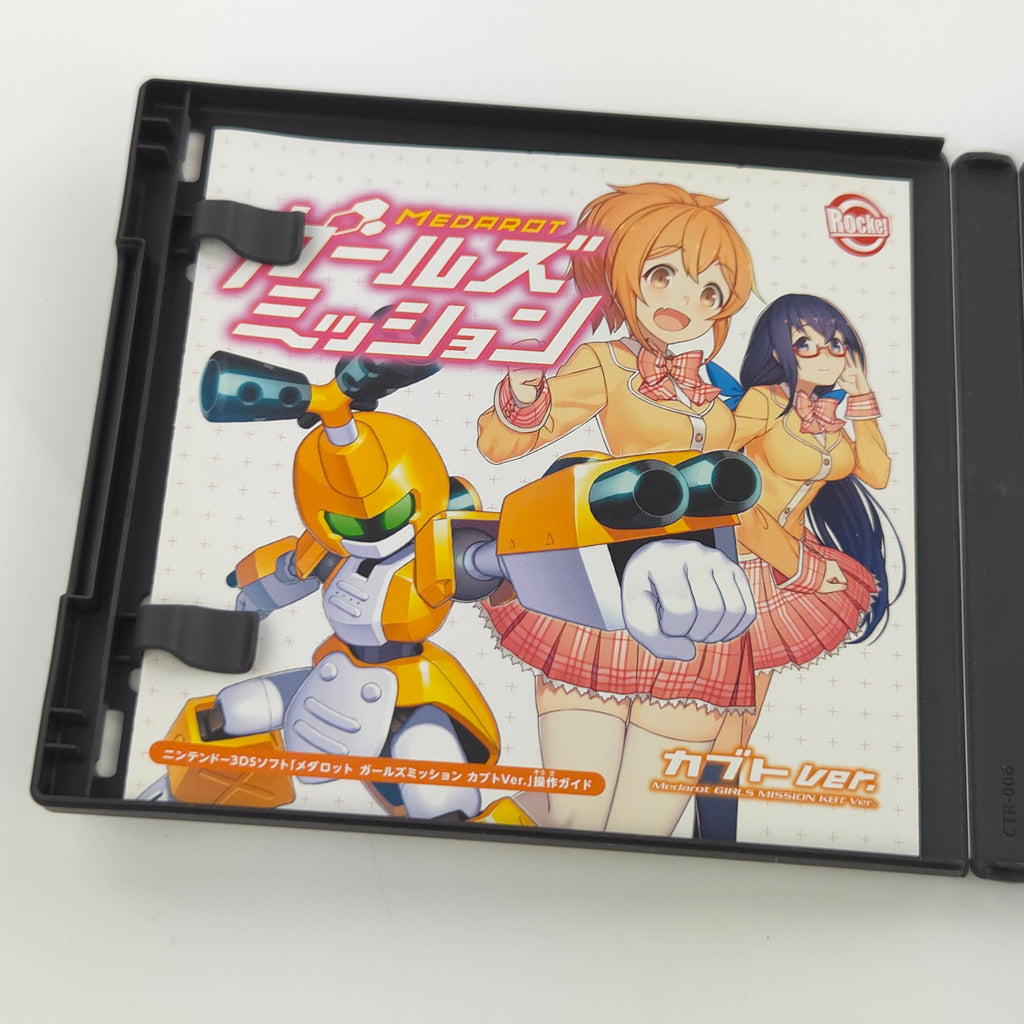 MEDAROT
ガールズ
ミッション
Rocket
ニンテンドー3DSソフト「メダロット ガールズミッション カブトVer.」操作ガイド
そうさ
カブトver.
Medarot GIRLS MISSION KBT Ver.
CTR-006